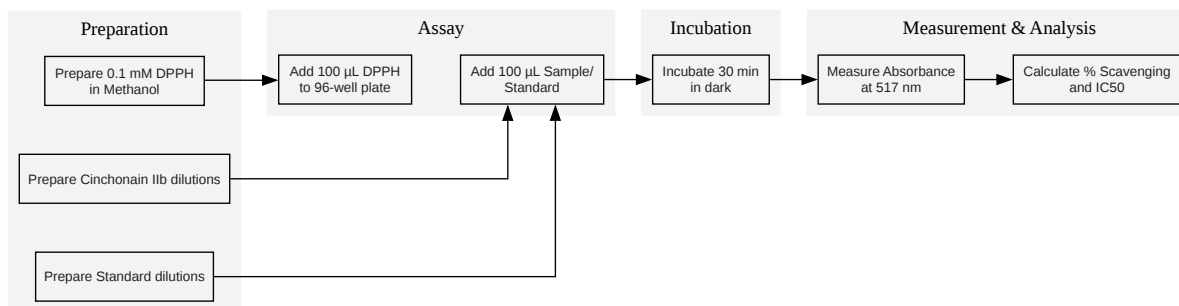 Preparation
Prepare 0.1 mM DPPH
in Methanol
Prepare Cinchonain IIb dilutions
Prepare Standard dilutions
Assay
Add 100 µL DPPH
to 96-well plate
Add 100 µL Sample/
Standard
Incubation
Incubate 30 min
in dark
Measurement & Analysis
Measure Absorbance
at 517 nm
Calculate % Scavenging
and IC50